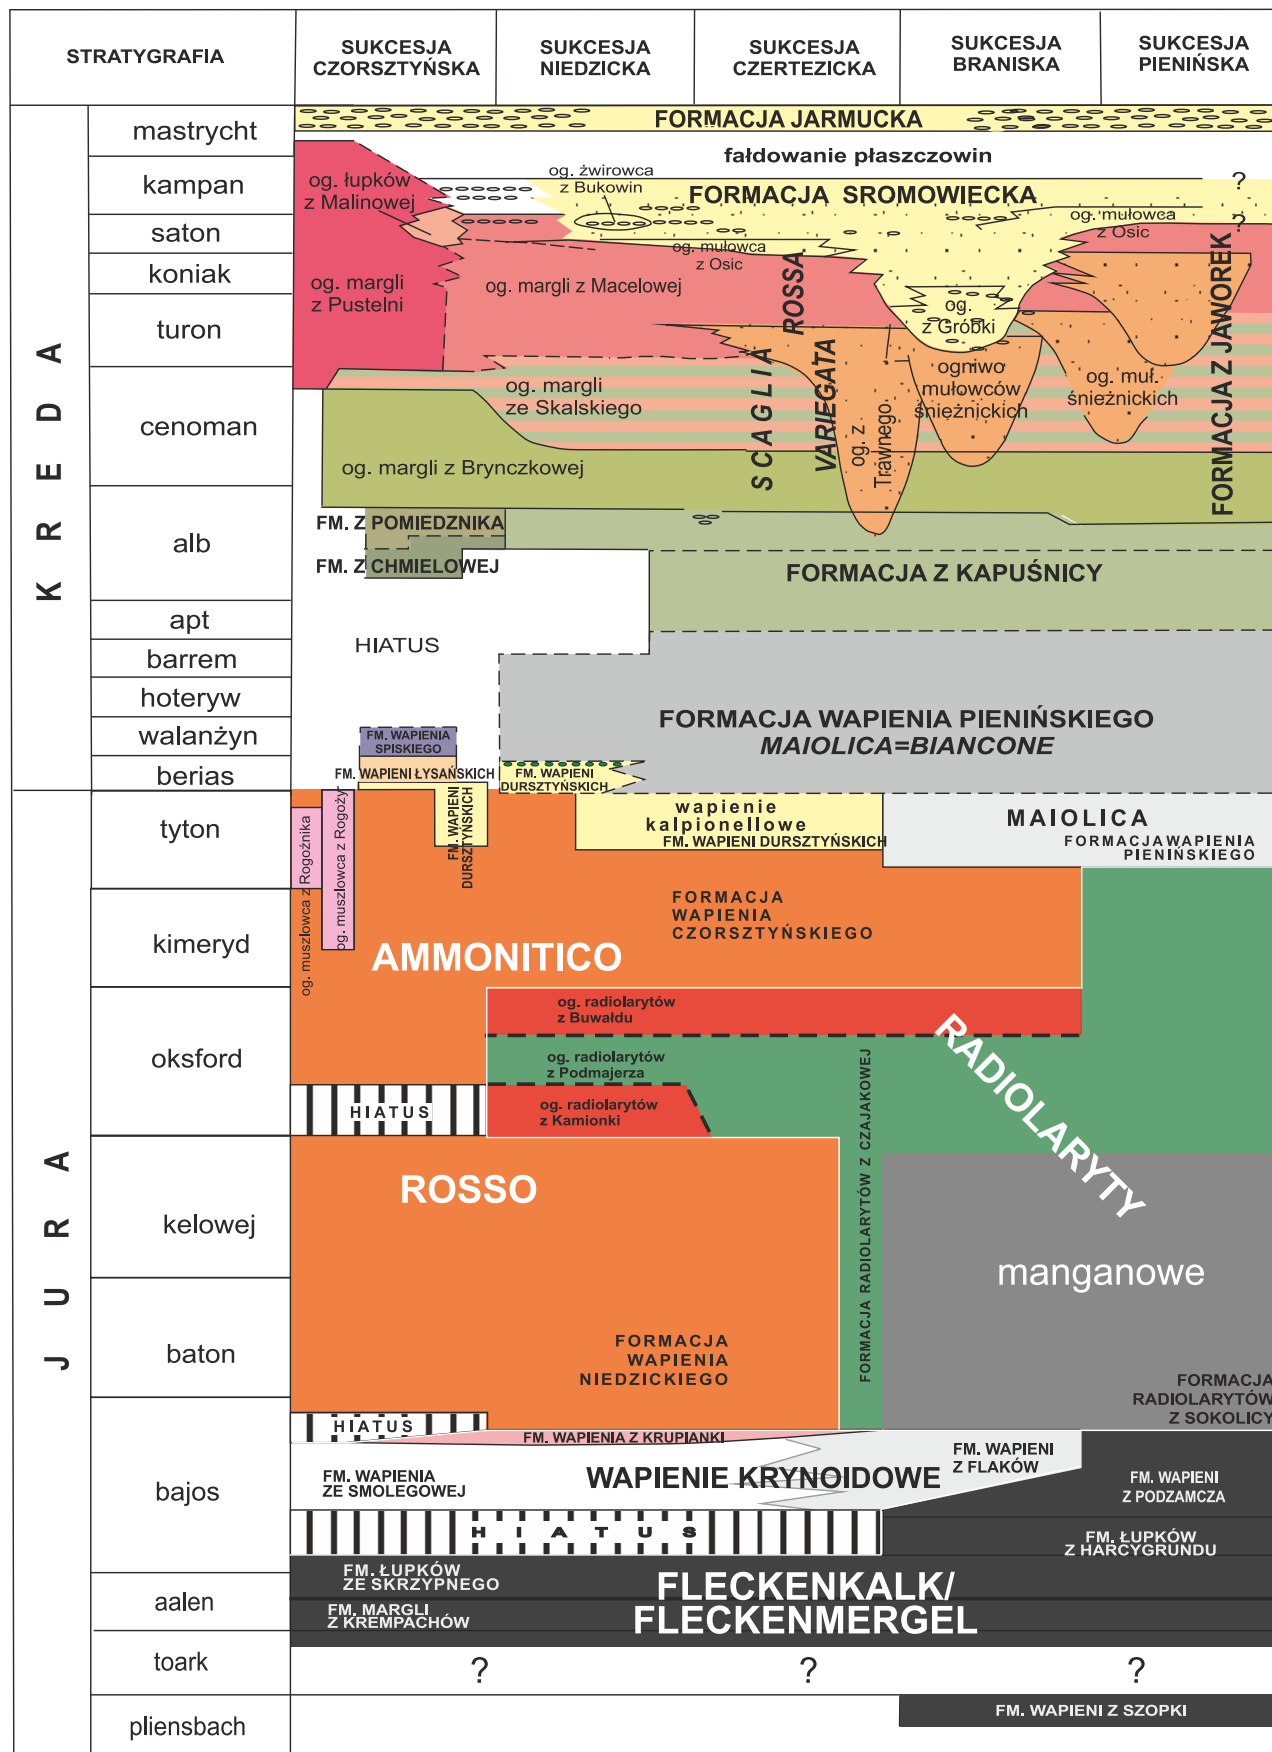 STRATYGRAFIA
SUKCESJA
CZORSZTYŃSKA
SUKCESJA
NIEDZICKA
SUKCESJA
CZERTEZICKA
SUKCESJA
BRANISKA
SUKCESJA
PIENIŃSKA
KREDA
mastrycht
kampan
saton
koniak
turon
cenoman
alb
apt
barrem
hoteryw
walanżyn
berias
JURA
tyton
kimeryd
oksford
kelowej
baton
bajos
aalen
toark
pliensbach
FORMACJA JARMUCKA
fałdowanie płaszczowin
og. łupków
z Malinowej
og. żwirowca
z Bukowin
FORMACJA SROMOWIECKA
?
og. mułowca
z Osic
?
og. mułowca
z Osic
og. margli
z Pustelni
og. margli z Macelowej
SCAGLIA ROSSA
VARIEGATA
og.
z Gróbki
FORMACJA Z JAWOREK
og. margli
ze Skalskiego
ogniwo
mułowców
śnieżnickich
og. muł.
śnieżnickich
og. z
Trawnego
og. margli z Brynczkowej
FM. Z POMIEDZNIKA
FM. Z CHMIELOWEJ
FORMACJA Z KAPUŚNICY
HIATUS
FORMACJA WAPIENIA PIENIŃSKIEGO
MAIOLICA=BIANCONE
FM. WAPIENIA
SPISKIEGO
FM. WAPIENI ŁYSAŃSKICH
FM. WAPIENI
DURSZTYŃSKICH
FM. WAPIENI
DURSZTYŃSKICH
wapienie
kalpionellowe
FM. WAPIENI DURSZTYŃSKICH
MAIOLICA
FORMACJA WAPIENIA
PIENIŃSKIEGO
og. muszlowca z Rogoźnika
og. muszlowca z Rogoży
FORMACJA
WAPIENIA
CZORSZTYŃSKIEGO
AMMONITICO
og. radiolarytów
z Buwałdu
RADIOLARYTY
og. radiolarytów
z Podmajerza
HIATUS
og. radiolarytów
z Kamionki
FORMACJA RADIOLARYTÓW Z CZAJAKOWEJ
ROSSO
manganowe
FORMACJA
WAPIENIA
NIEDZICKIEGO
FORMACJA
RADIOLARYTÓW
Z SOKOLICY
HIATUS
FM. WAPIENIA Z KRUPIANKI
FM. WAPIENIA
ZE SMOLEGOWEJ
WAPIENIE KRYNOIDOWE
FM. WAPIENI
Z FLAKÓW
FM. WAPIENI
Z PODZAMCZA
HIATUS
FM. ŁUPKÓW
Z HARCYGRUNDU
FM. ŁUPKÓW
ZE SKRZYPNEGO
FLECKENKALK/
FLECKENMERGEL
FM. MARGLI
Z KREMPACHÓW
? ? ?
FM. WAPIENI Z SZOPKI